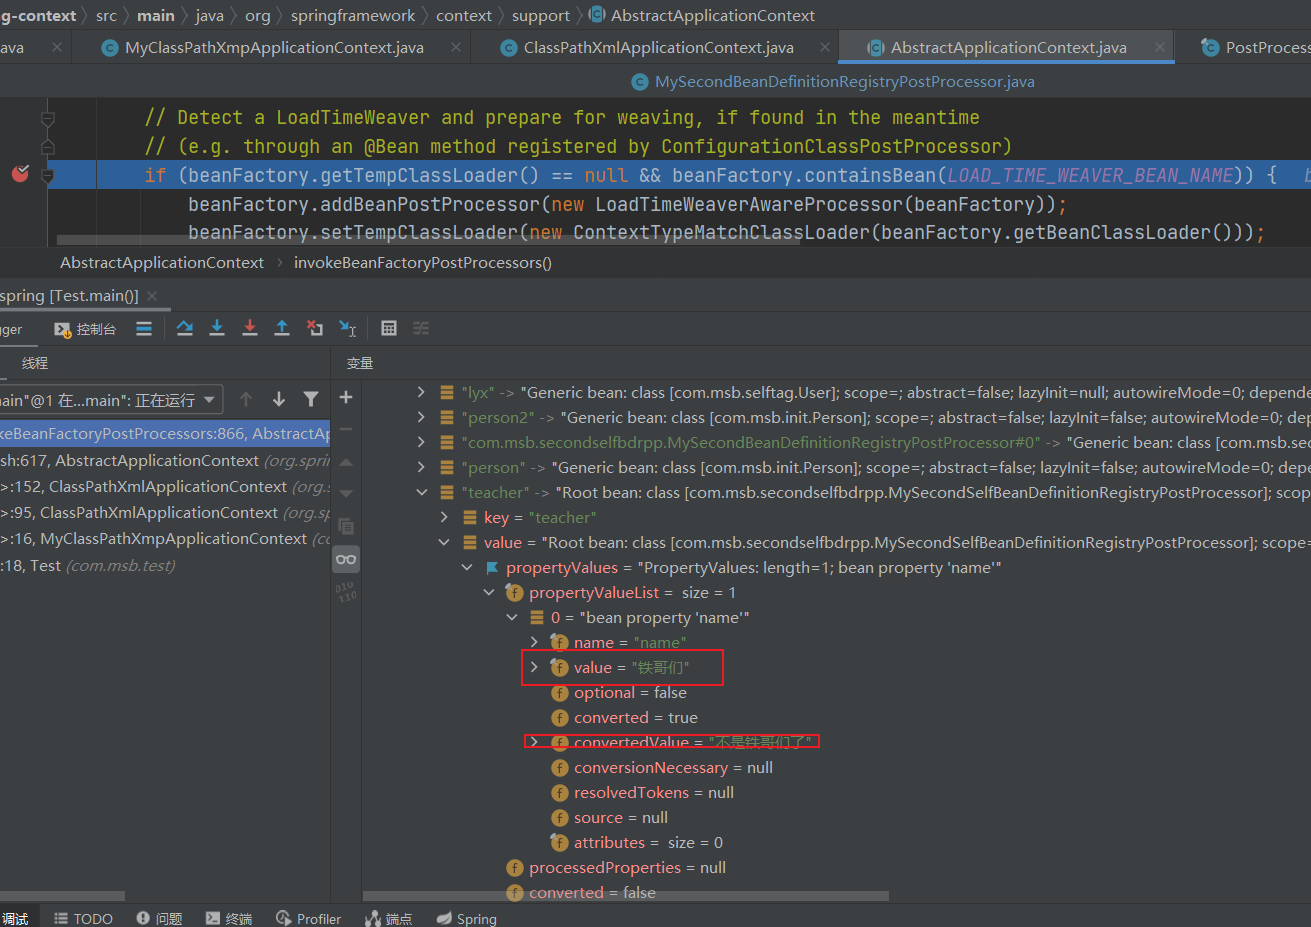 g-context 〉 src 〉 main 〉 java 〉 org 〉 springframework 〉 context 〉 support 〉 AbstractApplicationContext
ava × MyClassPathXmpApplicationContext.java × ClassPathXmlApplicationContext.java × AbstractApplicationContext.java × PostProcess
MySecondBeanDefinitionRegistryPostProcessor.java
// Detect a LoadTimeWeaver and prepare for weaving, if found in the meantime
// (e.g. through an @Bean method registered by ConfigurationClassPostProcessor)
if (beanFactory.getTempClassLoader() == null && beanFactory.containsBean(LOAD_TIME_WEAVER_BEAN_NAME)) {
beanFactory.addBeanPostProcessor(new LoadTimeWeaverAwareProcessor(beanFactory));
beanFactory.setTempClassLoader(new ContextTypeMatchClassLoader(beanFactory.getBeanClassLoader()));
AbstractApplicationContext 〉 invokeBeanFactoryPostProcessors()
spring [Test.main()] ×
ger 控制台
线程 变量
ain"@1 在...main": 正在运行
keBeanFactoryPostProcessors:866, AbstractAp
sh:617, AbstractApplicationContext (org.sprin
>:152, ClassPathXmlApplicationContext (org.s
>:95, ClassPathXmlApplicationContext (org.sp
>:16, MyClassPathXmpApplicationContext (co
:18, Test (com.msb.test)
"lyx" -> "Generic bean: class [com.msb.selftag.User]; scope=; abstract=false; lazyInit=null; autowireMode=0; depende
"person2" -> "Generic bean: class [com.msb.init.Person]; scope=; abstract=false; lazyInit=false; autowireMode=0; dep
"com.msb.secondselfbdrpp.MySecondBeanDefinitionRegistryPostProcessor#0" -> "Generic bean: class [com.msb.sec
"person" -> "Generic bean: class [com.msb.init.Person]; scope=; abstract=false; lazyInit=false; autowireMode=0; depe
"teacher" -> "Root bean: class [com.msb.secondselfbdrpp.MySecondSelfBeanDefinitionRegistryPostProcessor]; scop
key = "teacher"
value = "Root bean: class [com.msb.secondselfbdrpp.MySecondSelfBeanDefinitionRegistryPostProcessor]; scope=
propertyValues = "PropertyValues: length=1; bean property 'name'"
propertyValueList = size = 1
0 = "bean property 'name'"
name = "name"
value = "铁哥们"
optional = false
converted = true
convertedValue = "不是铁哥们了"
conversionNecessary = null
resolvedTokens = null
source = null
attributes = size = 0
processedProperties = null
converted = false
调试 TODO 问题 终端 Profiler 端点 Spring